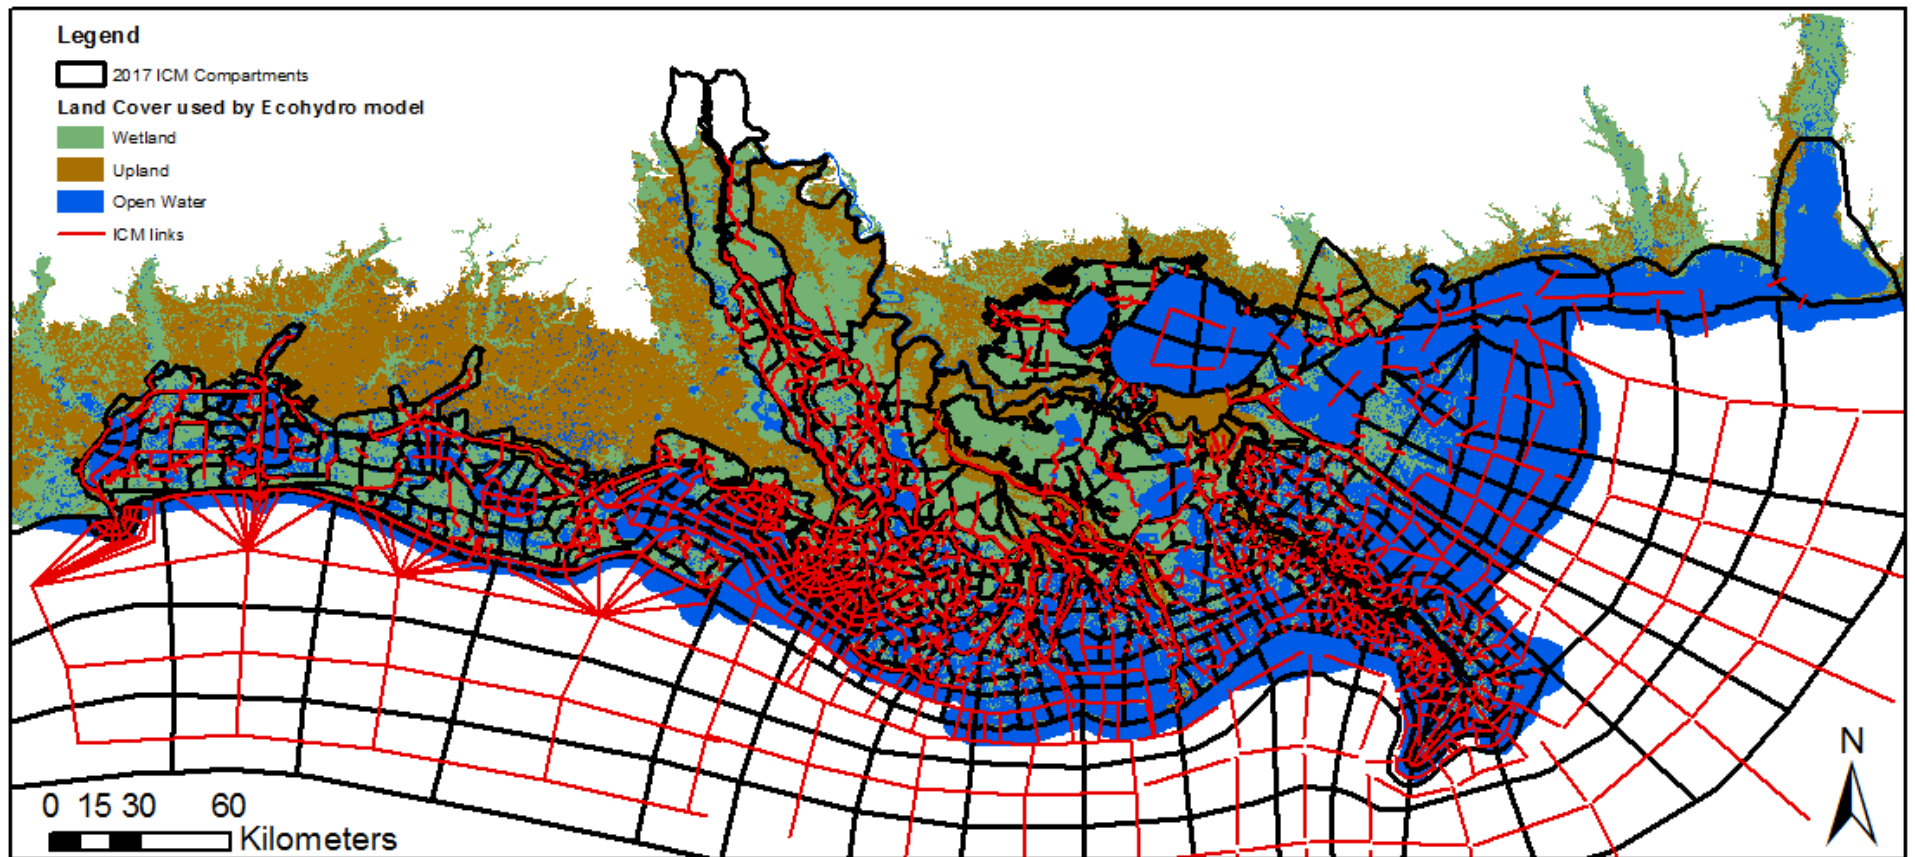 Legend
2017 ICM Compartments
Land Cover used by Ecohydro model
Wetland
Upland
Open Water
ICM links
N
0 15 30 60
Kilometers